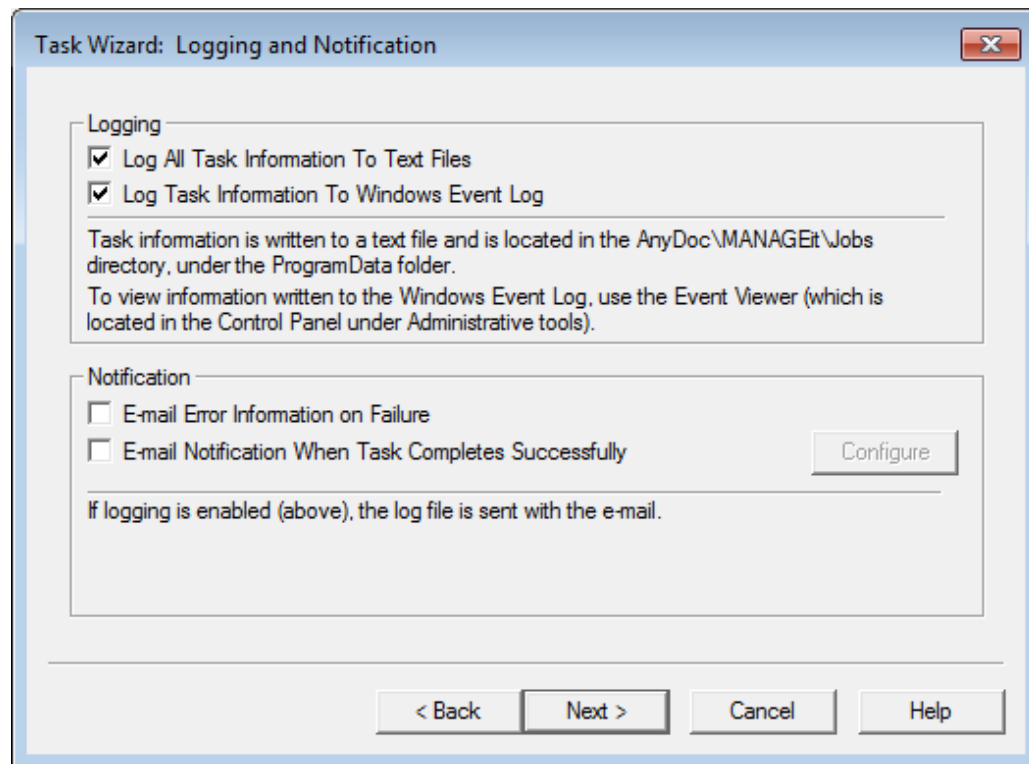 Task Wizard:  Logging and Notification
Logging
Log All Task Information To Text Files
Log Task Information To Windows Event Log
Task information is written to a text file and is located in the AnyDoc\MANAGEit\Jobs
directory, under the ProgramData folder.
To view information written to the Windows Event Log, use the Event Viewer (which is
located in the Control Panel under Administrative tools).
Notification
E-mail Error Information on Failure
E-mail Notification When Task Completes Successfully
Configure
If logging is enabled (above), the log file is sent with the e-mail.
< Back
Next >
Cancel
Help